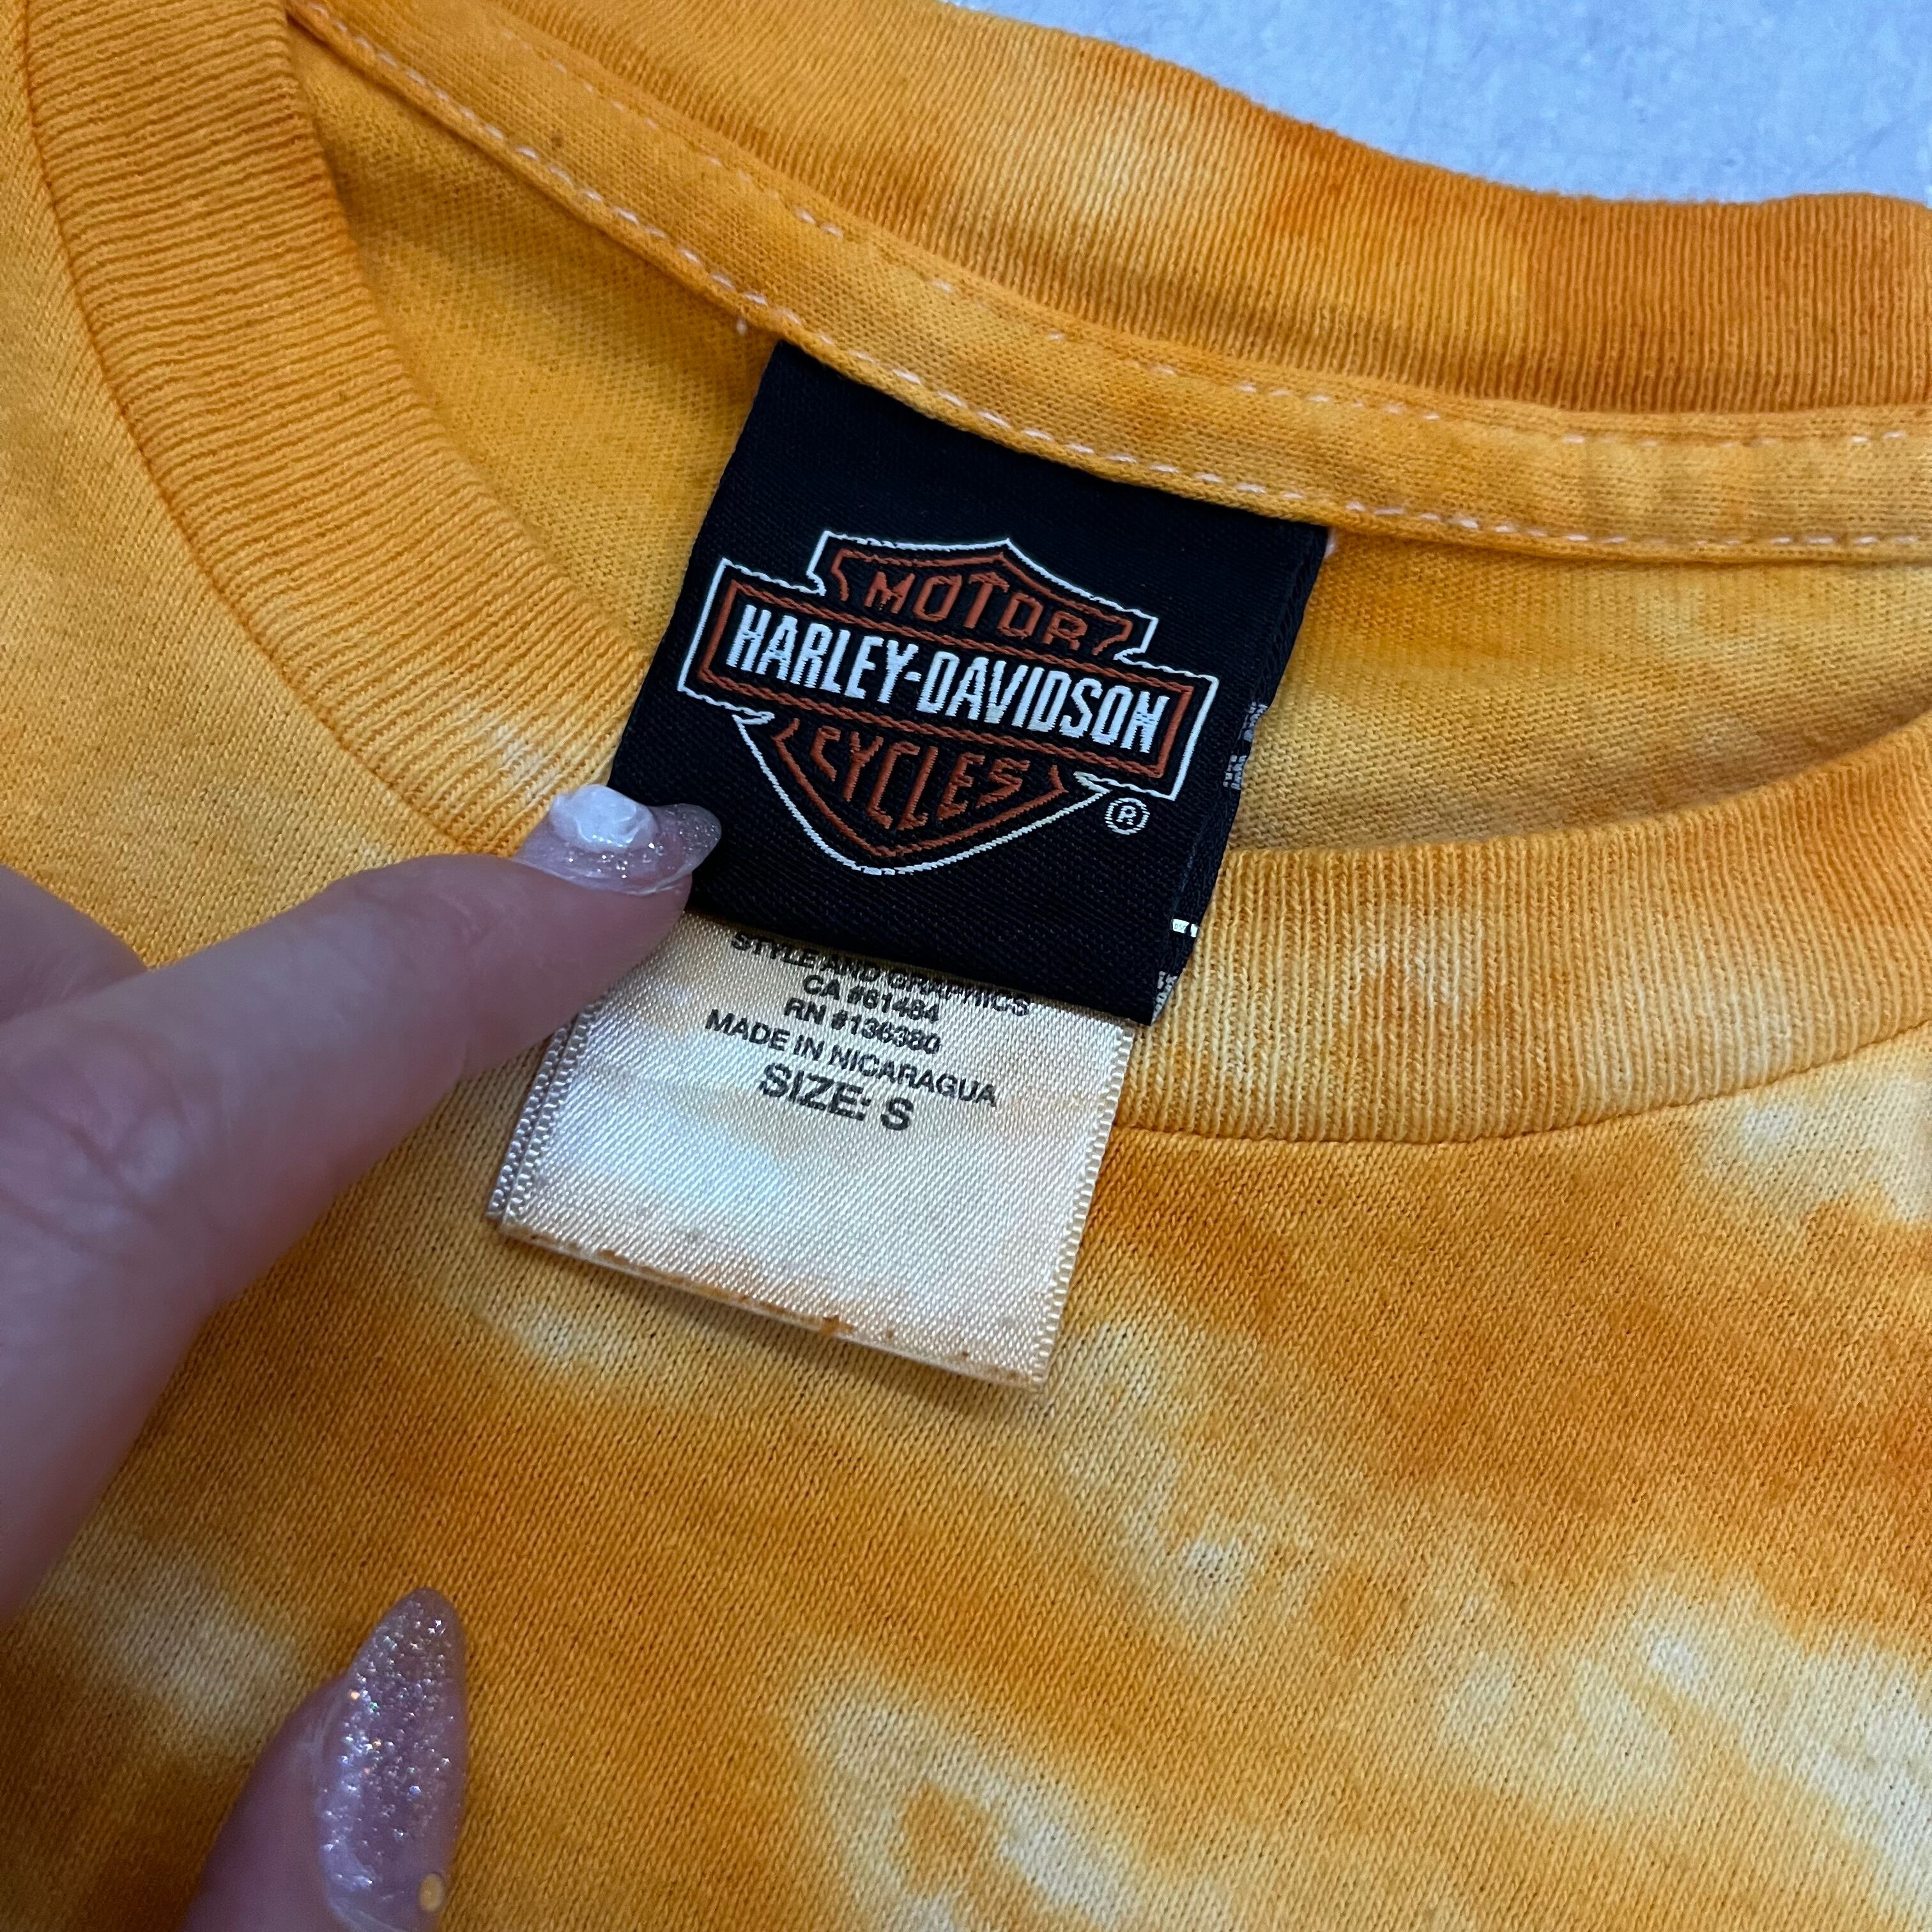 MOTOR
HARLEY-DAVIDSON
CYCLES
®
STYLE AND GRAPHICS
CA #61484
RN #136380
MADE IN NICARAGUA
SIZE: S